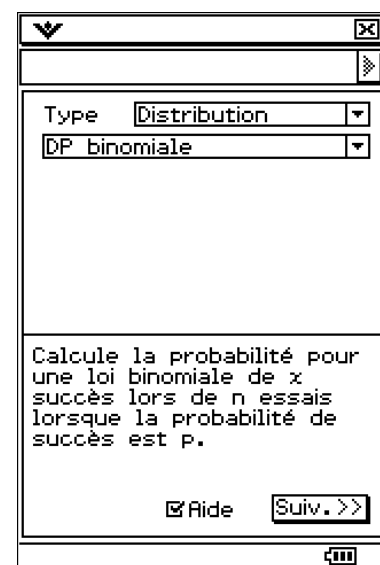 Type Distribution
DP binomiale
Calcule la probabilité pour
une loi binomiale de x
succès lors de n essais
lorsque la probabilité de
succès est p.
Aide Suiv.>>